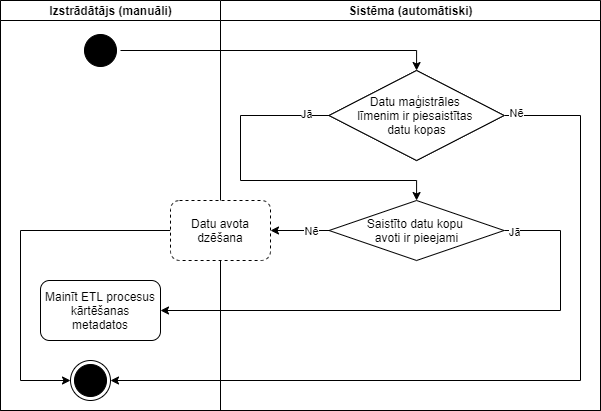 Izstrādātājs (manuāli)
Sistēma (automātiski)
Datu maģistrāles
līmenim ir piesaistītas
datu kopas
Jā
Nē
Datu avota
dzēšana
Nē
Saistīto datu kopu
avoti ir pieejami
Jā
Mainīt ETL procesus
kārtēšanas
metadatos